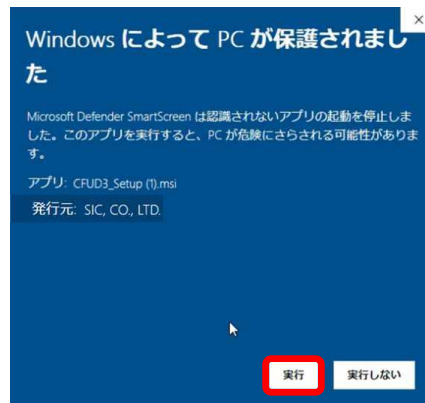 Windows によって PC が保護されまし
た
Microsoft Defender SmartScreen は認識されないアプリの起動を停止しま
した。このアプリを実行すると、PC が危険にさらされる可能性がありま
す。
アプリ: CFUD3_Setup (1).msi
発行元: SIC, CO., LTD.
実行 実行しない